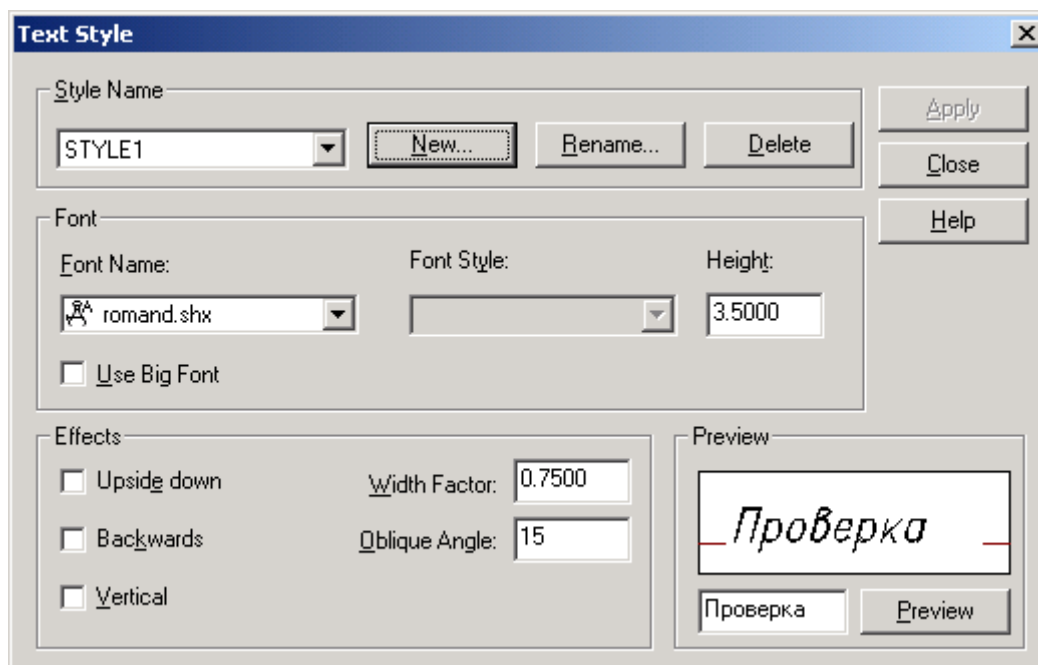 Text Style
Style Name
STYLE1
New...
Rename...
Delete
Apply
Close
Help
Font
Font Name:
Font Style:
Height:
romand.shx
3.5000
Use Big Font
Effects
Upside down
Width Factor:
0.7500
Backwards
Oblique Angle:
15
Vertical
Preview
Проверка
Проверка
Preview